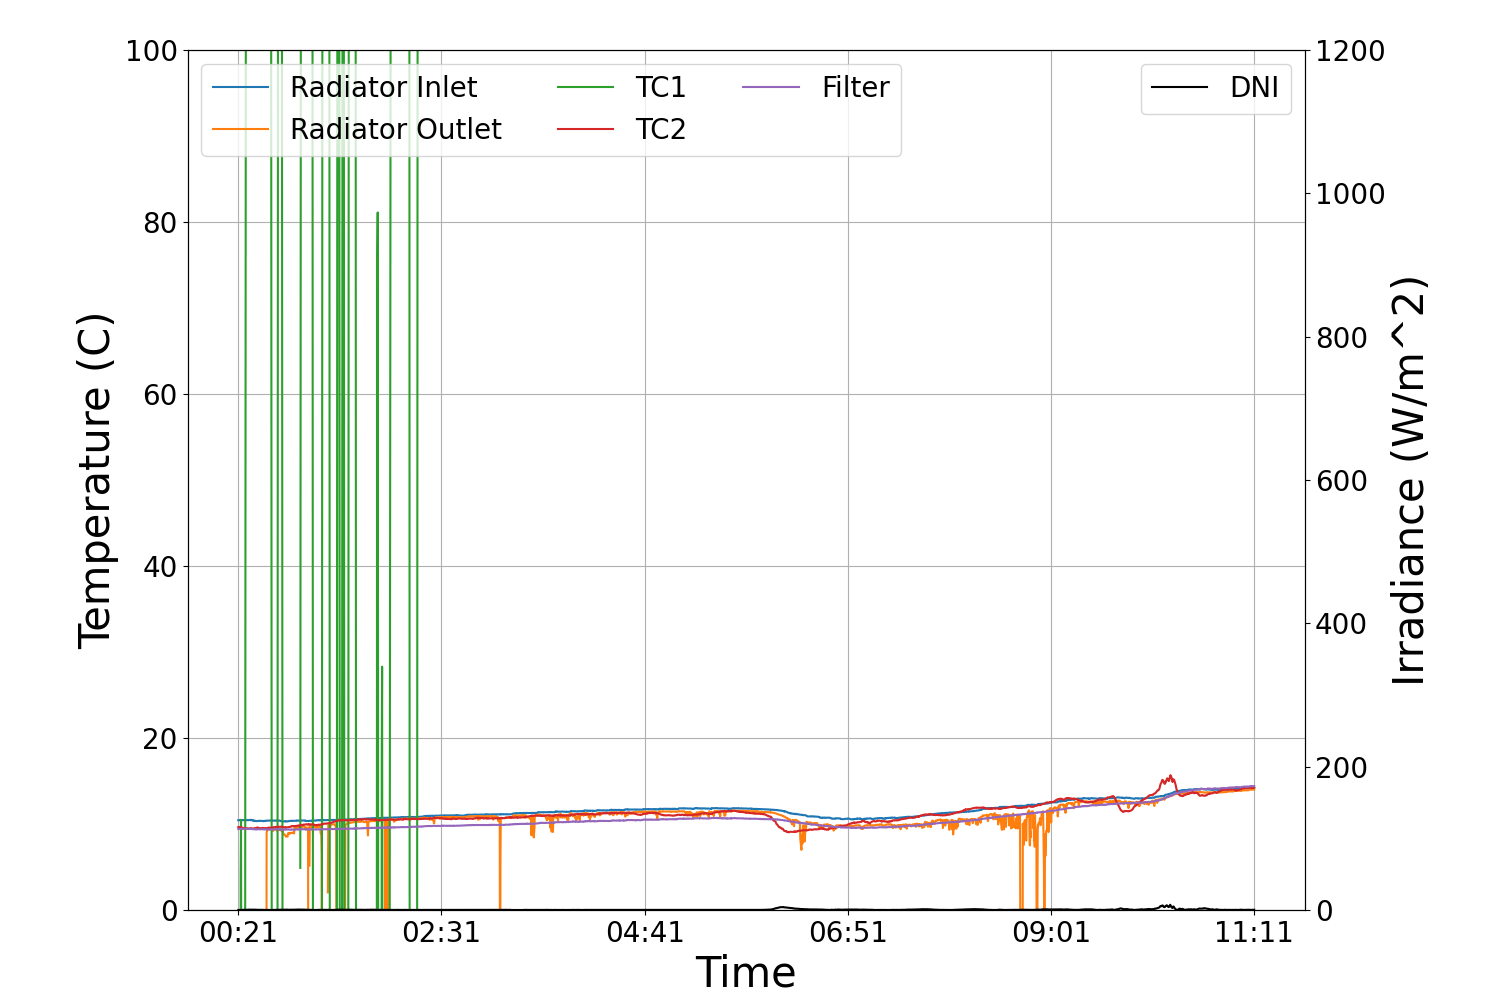 100
80
60
40
20
0
Temperature (C)
Radiator Inlet
Radiator Outlet
TC1
TC2
Filter
DNI
1200
1000
800
600
400
200
0
Irradiance (W/m^2)
00:21 02:31 04:41 06:51 09:01 11:11
Time